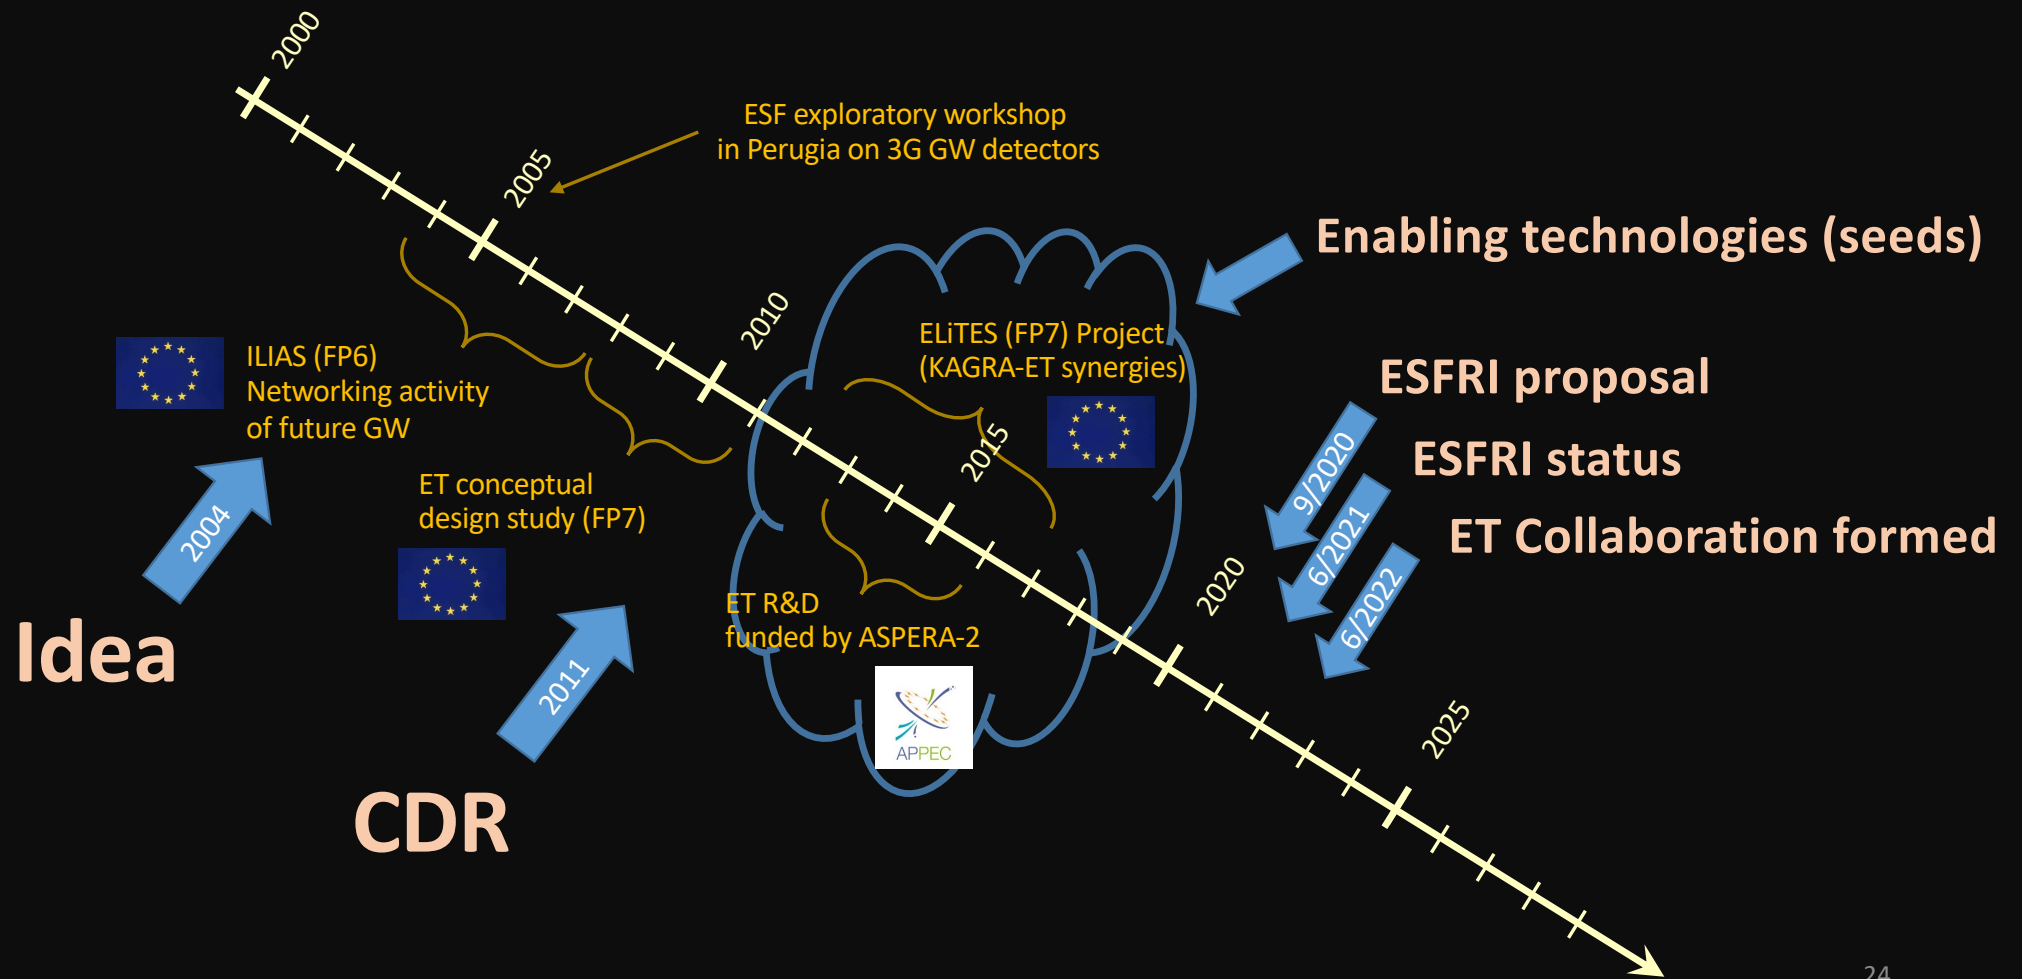 2000
ESF exploratory workshop
in Perugia on 3G GW detectors
2005
Enabling technologies (seeds)
2010
ELiTES (FP7) Project
(KAGRA-ET synergies)
ILIAS (FP6)
Networking activity
of future GW
ESFRI proposal
9/2020
ESFRI status
6/2021
ET Collaboration formed
6/2022
2015
ET conceptual
design study (FP7)
2004
Idea
2020
ET R&D
funded by ASPERA-2
APPEC
2011
CDR
2025
24